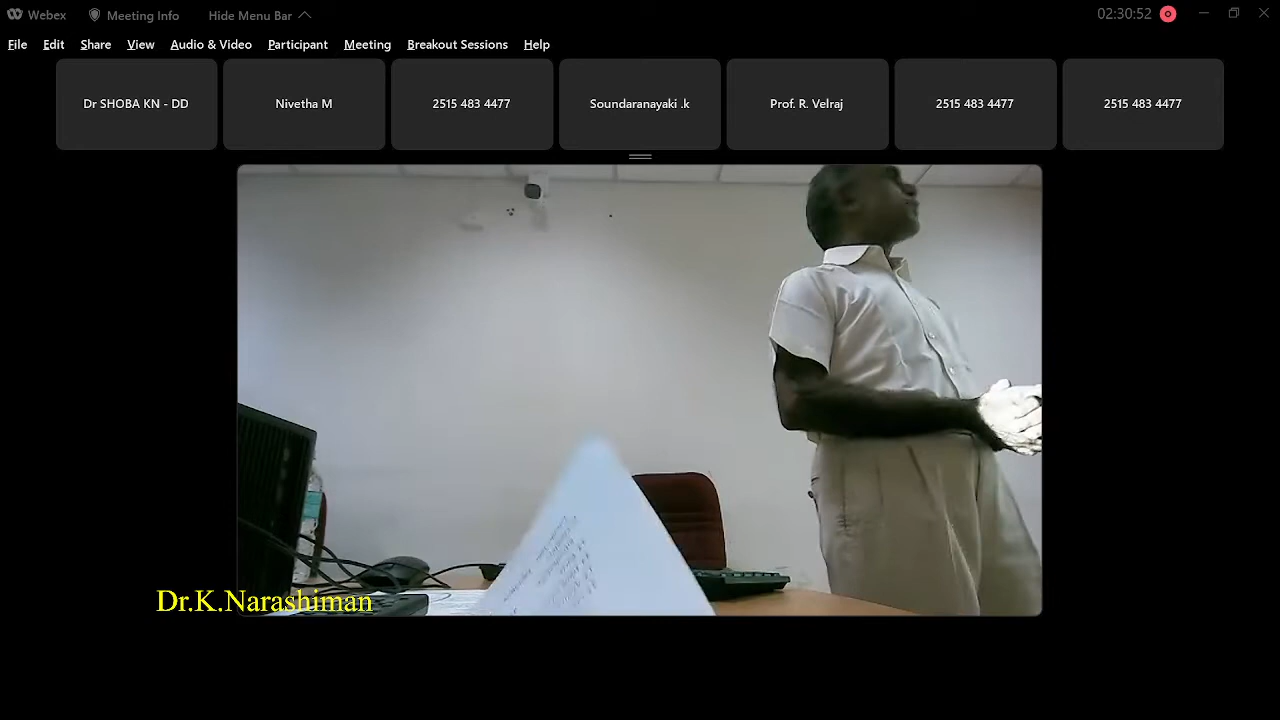 Webex Meeting Info Hide Menu Bar 02:30:52
File Edit Share View Audio & Video Participant Meeting Breakout Sessions Help
Dr SHOBA KN - DD Nivetha M 2515 483 4477 Soundaranayaki .k Prof. R. Velraj 2515 483 4477 2515 483 4477
Dr.K.Narashiman